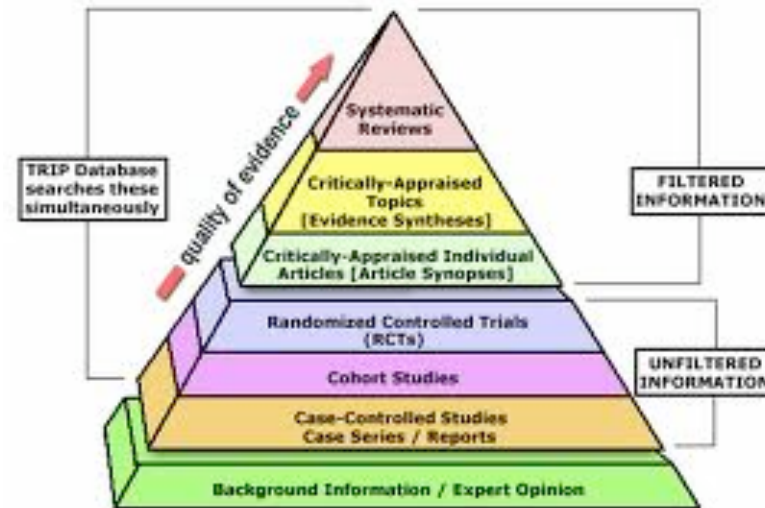 quality of evidence
Systematic
Reviews
TRIP Database
searches these
simultaneously
Critically-Appraised
Topics
[Evidence Syntheses]
FILTERED
INFORMATION
Critically-Appraised Individual
Articles [Article Synopses]
Randomized Controlled Trials
(RCTs)
UNFILTERED
INFORMATION
Cohort Studies
Case-Controlled Studies
Case Series / Reports
Background Information / Expert Opinion